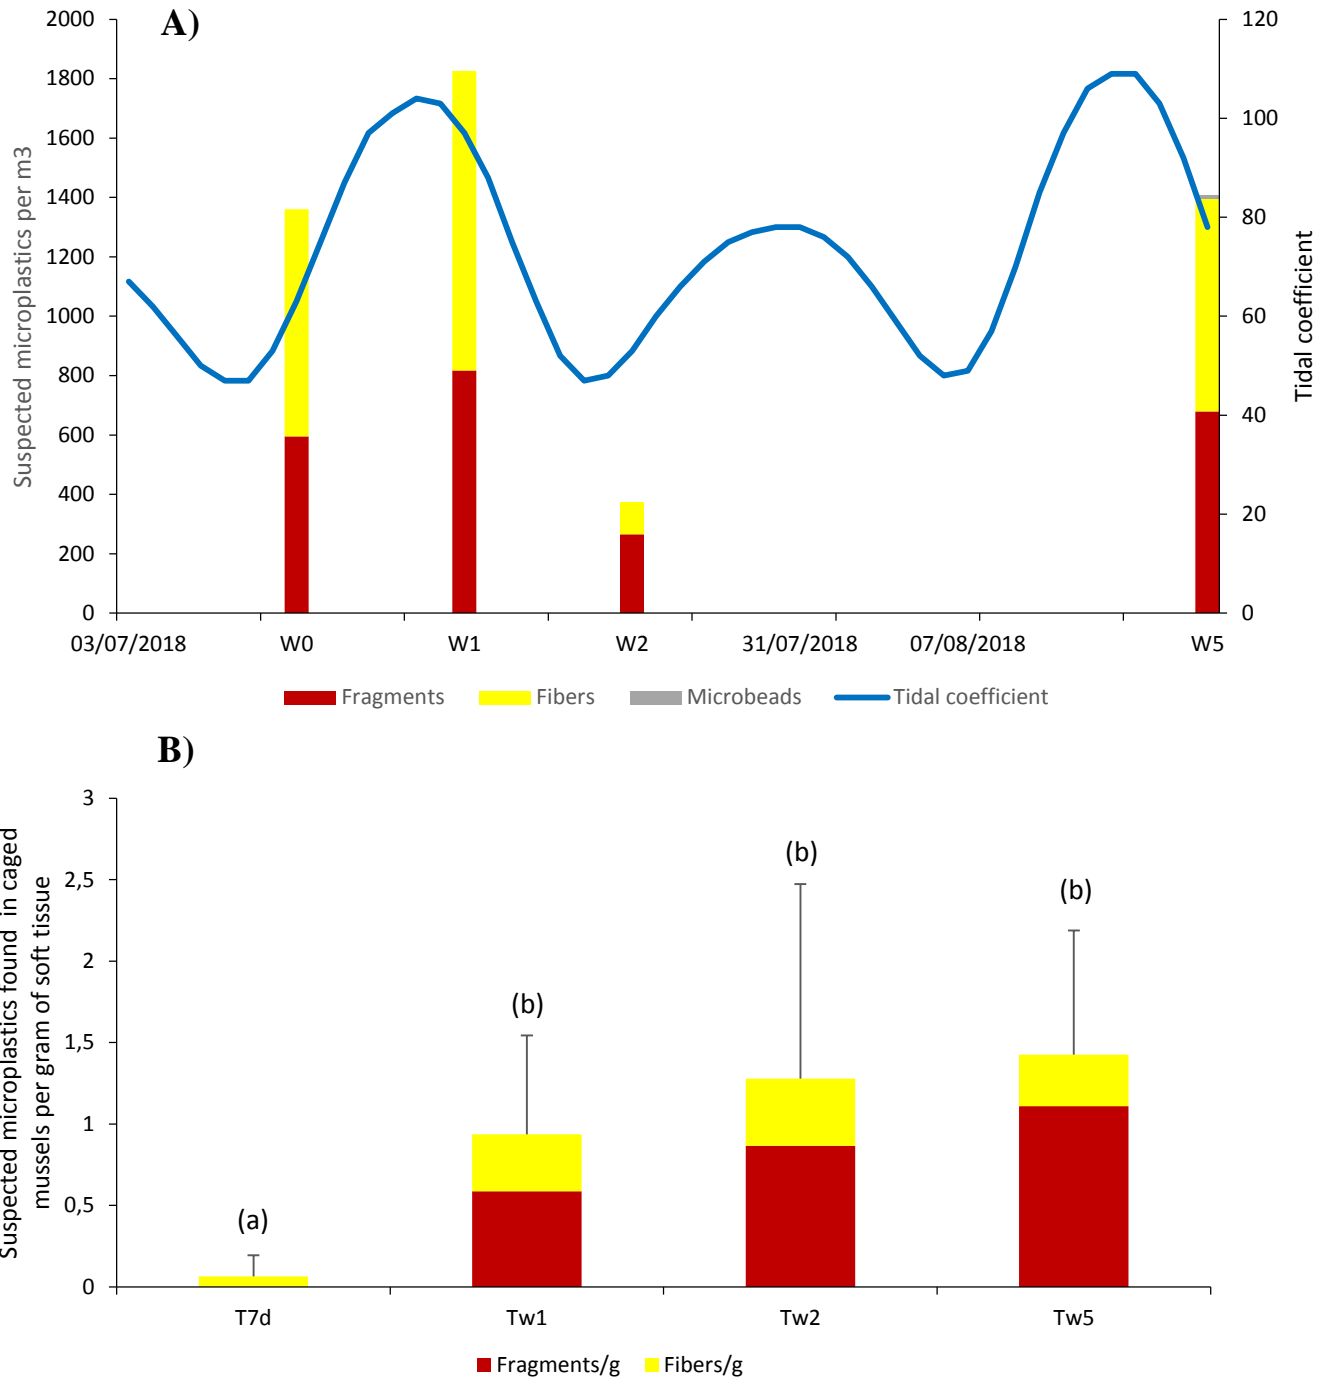 A)
2000
1800
1600
1400
1200
1000
800
600
400
200
0
Suspected microplastics per m3
120
100
80
60
40
20
0
Tidal coefficient
03/07/2018 W0 W1 W2 31/07/2018 07/08/2018 W5
Fragments Fibers Microbeads Tidal coefficient
B)
3
2,5
2
1,5
1
0,5
0
Suspected microplastics found in caged
mussels per gram of soft tissue
(a)
(b)
(b)
(b)
T7d Tw1 Tw2 Tw5
Fragments/g Fibers/g